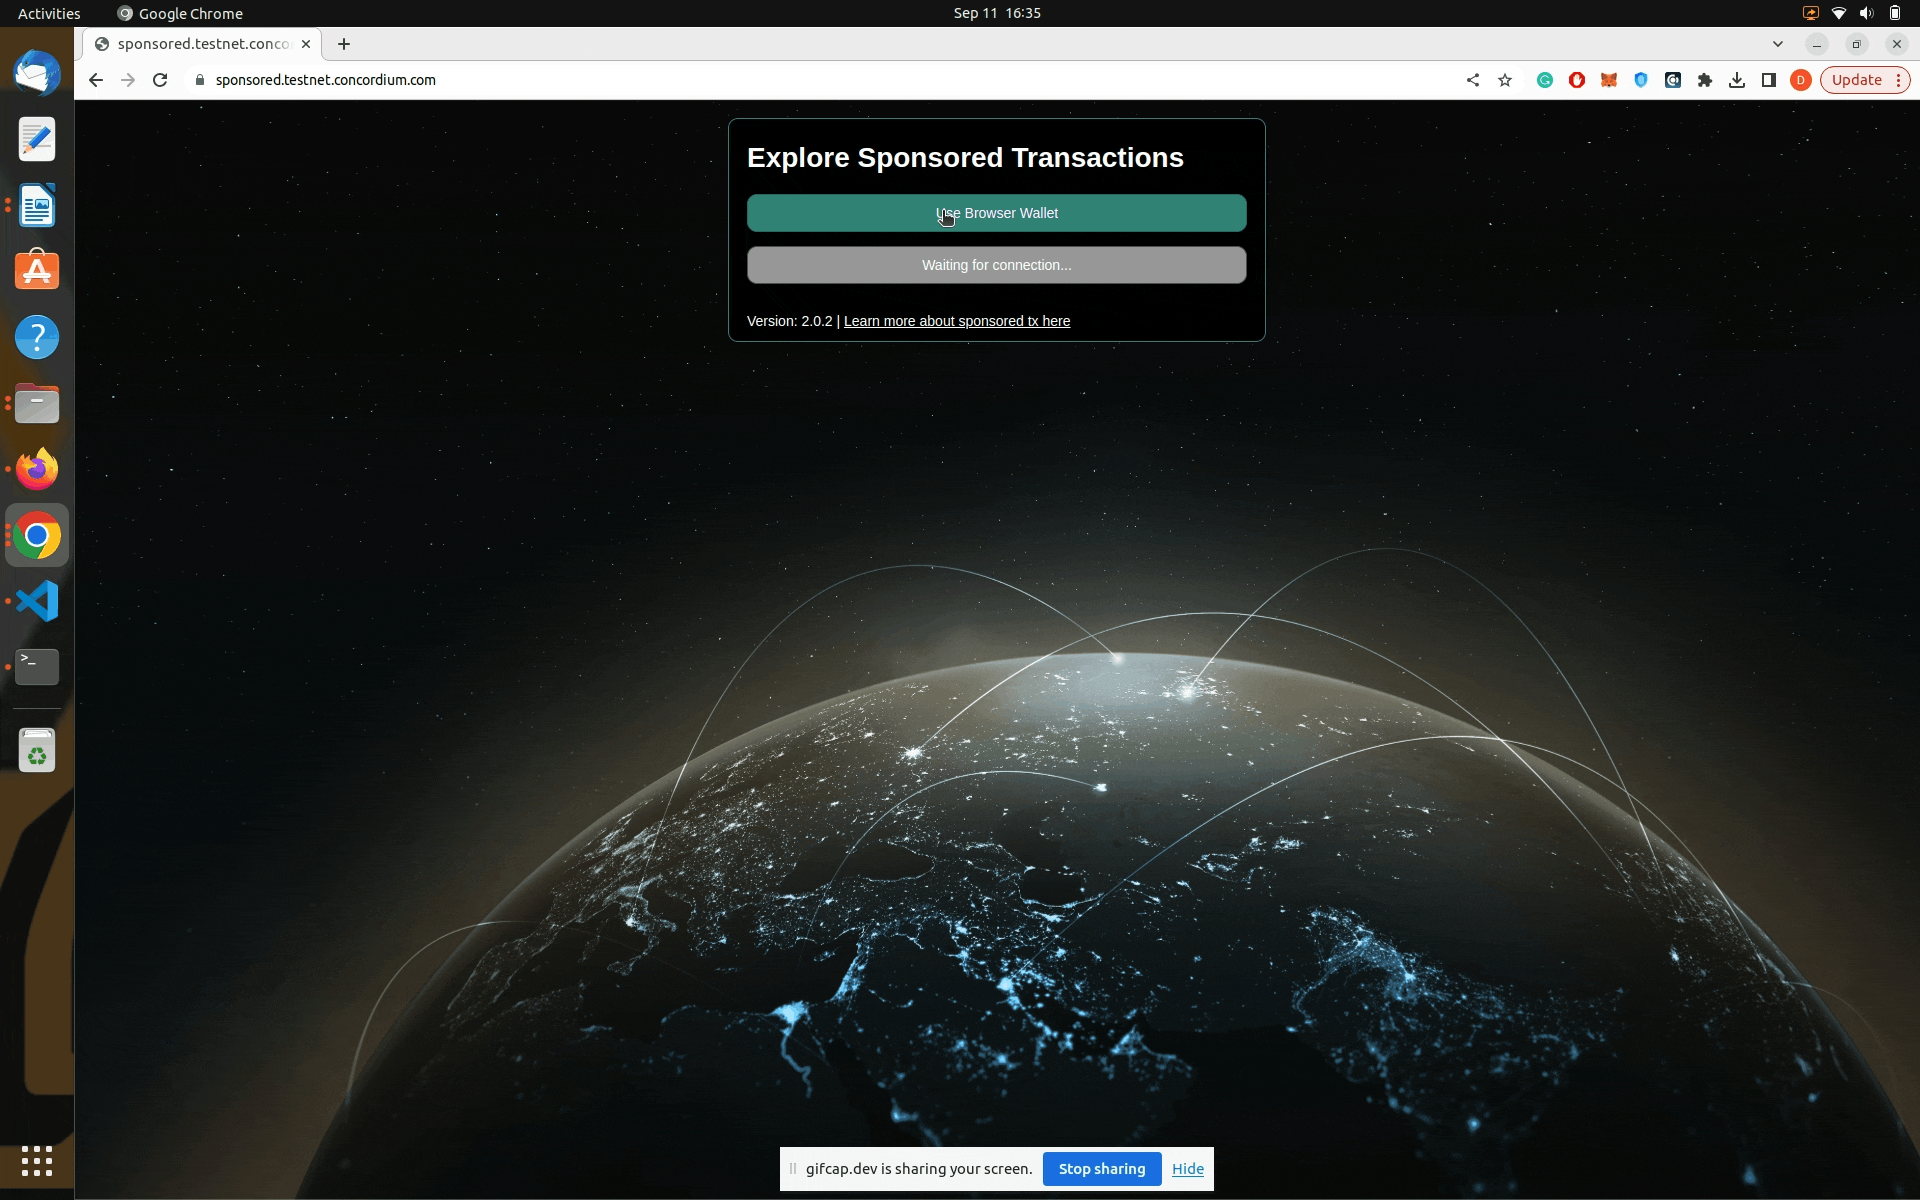 Activities
Google Chrome
Sep 11 16:35
sponsored.testnet.conco
sponsored.testnet.concordium.com
D
Update
Explore Sponsored Transactions
Use Browser Wallet
Waiting for connection...
Version: 2.0.2 | Learn more about sponsored tx here
gifcap.dev is sharing your screen.
Stop sharing
Hide